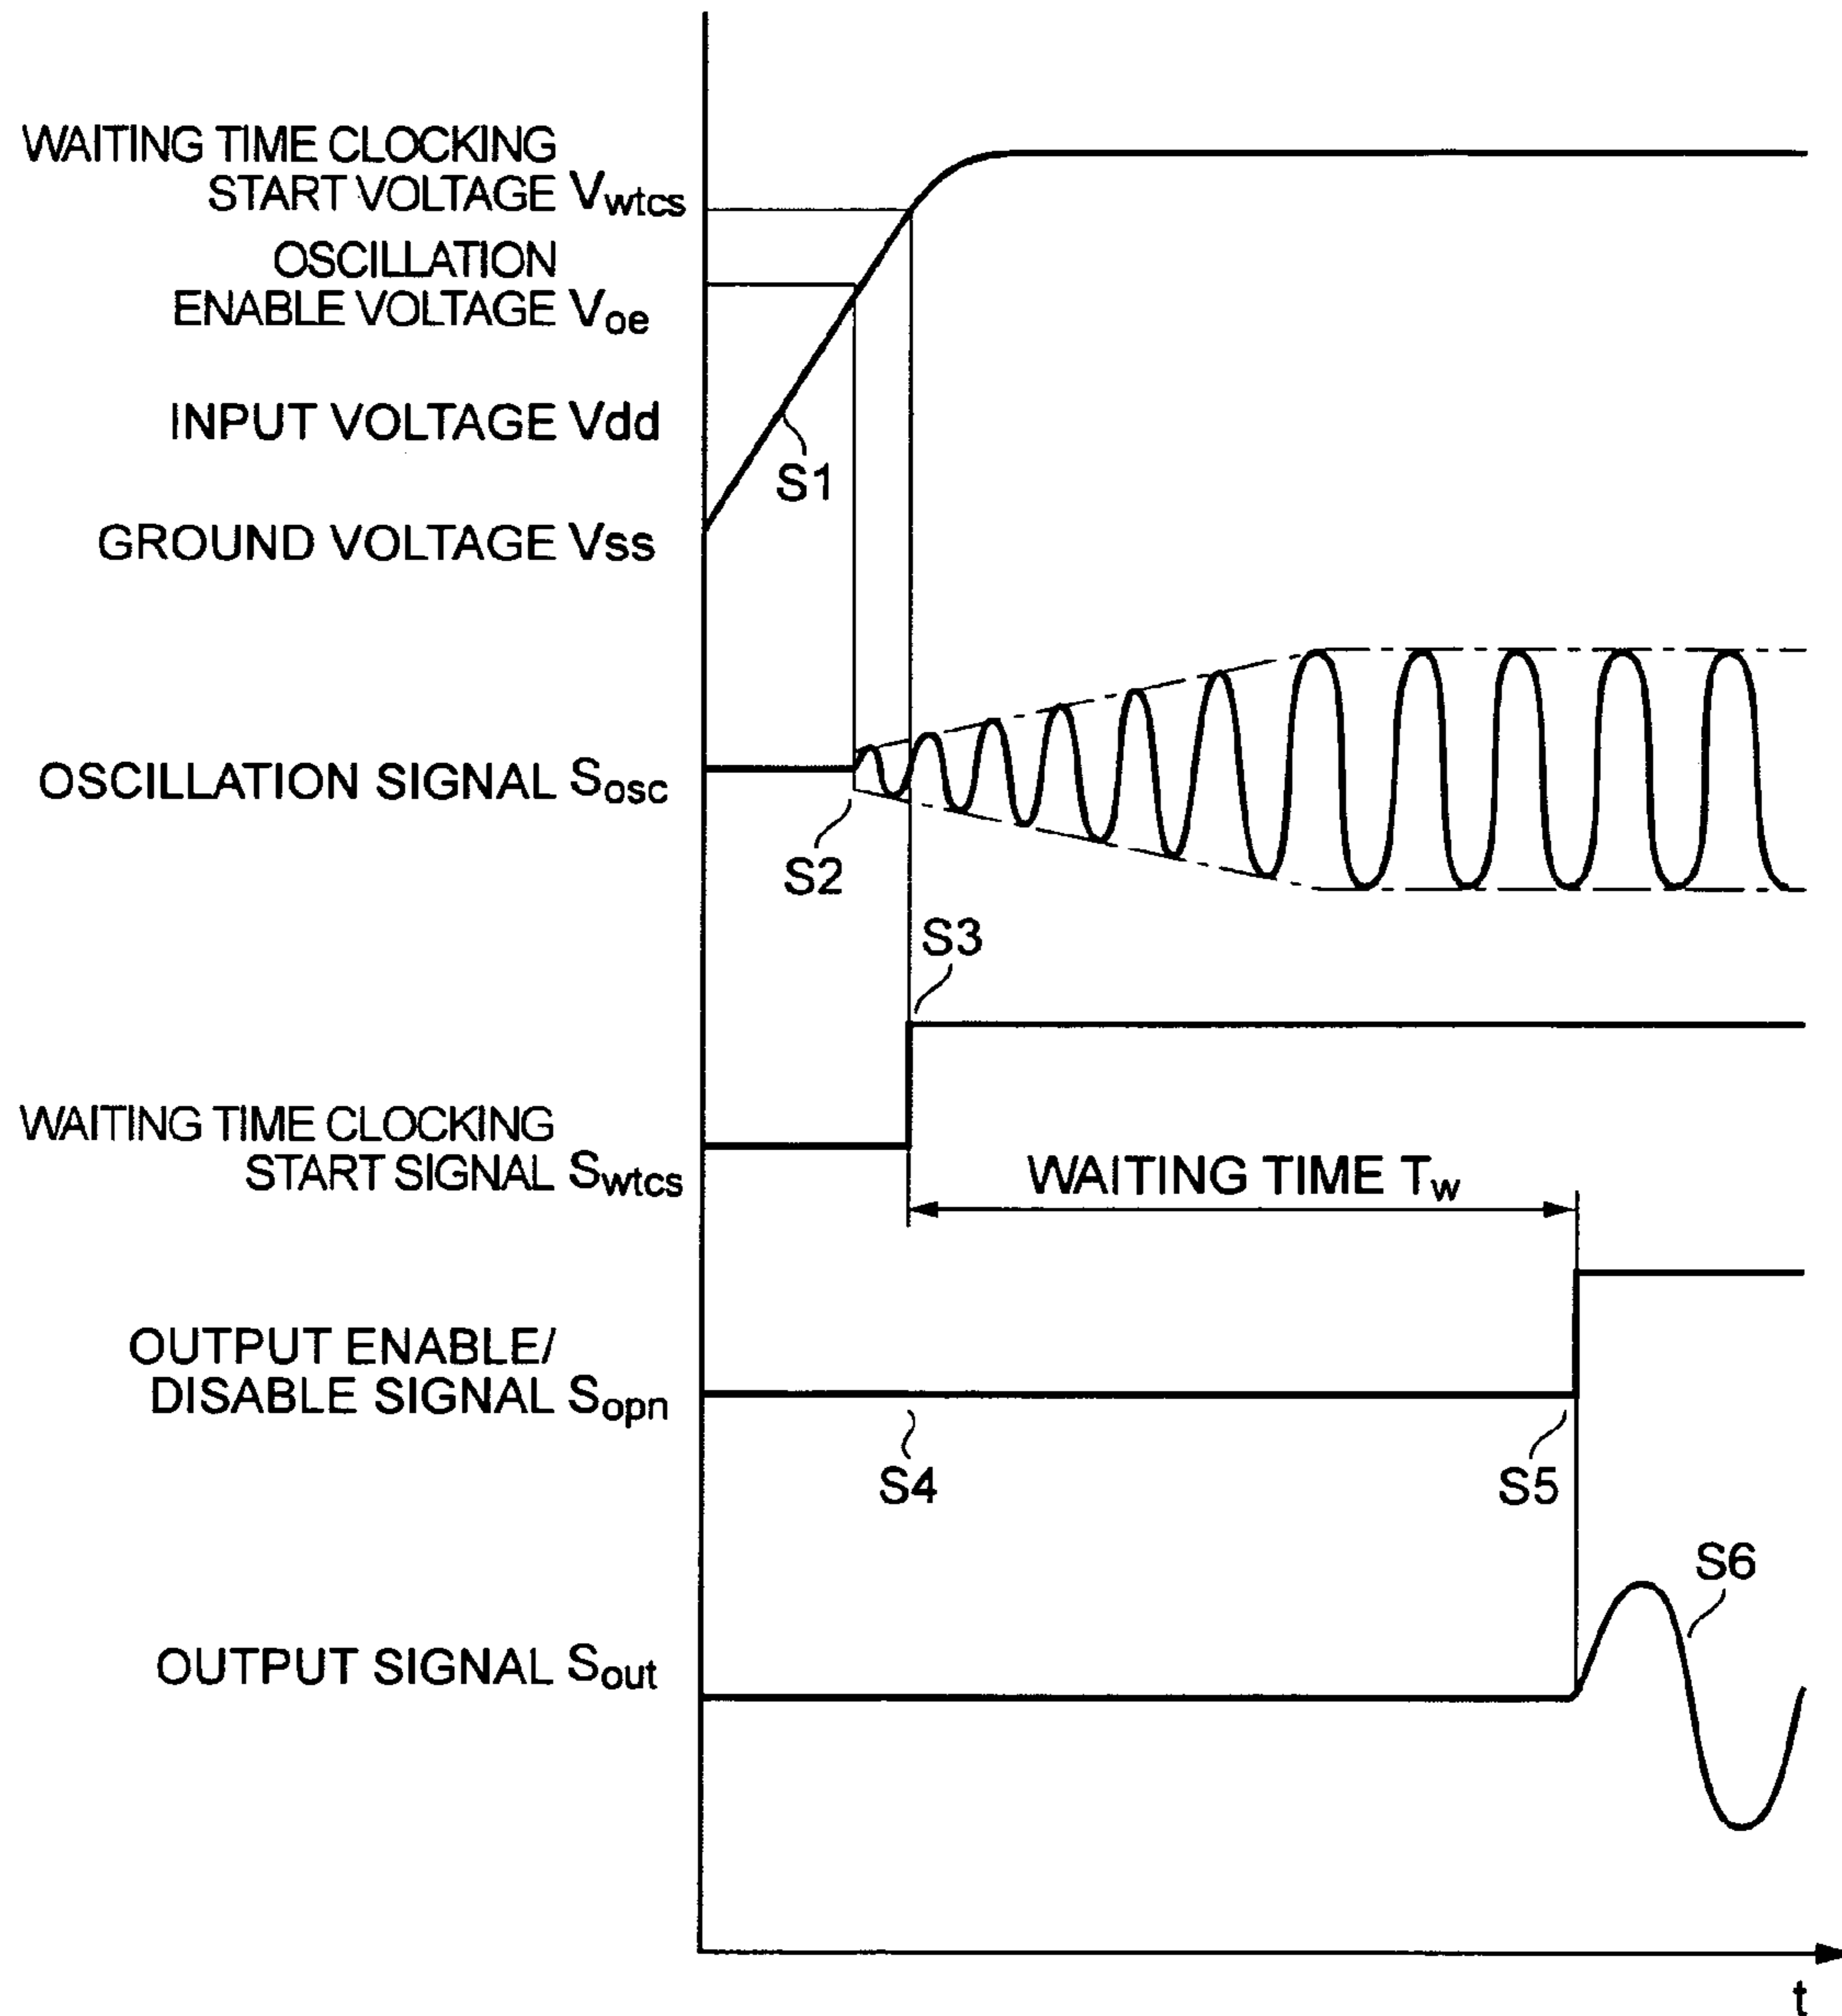 WAITING TIME CLOCKING
START VOLTAGE Vwtcs
OSCILLATION
ENABLE VOLTAGE Voe
INPUT VOLTAGE Vdd
S1
GROUND VOLTAGE Vss
OSCILLATION SIGNAL Sosc
S2
S3
WAITING TIME CLOCKING
START SIGNAL Swtcs
WAITING TIME Tw
OUTPUT ENABLE/
DISABLE SIGNAL Sopn
S4
S5
S6
OUTPUT SIGNAL Sout
t